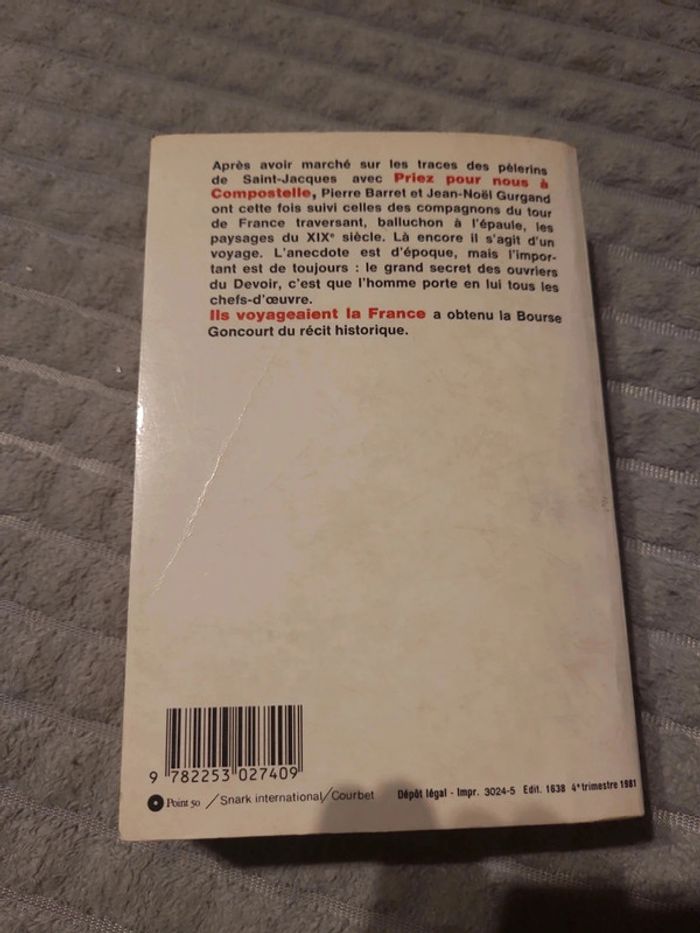 Après avoir marché sur les traces des pèlerins
de Saint-Jacques avec Priez pour nous à
Compostelle, Pierre Barret et Jean-Noël Gurgand
ont cette fois suivi celles des compagnons du tour
de France traversant, balluchon à l'épaule, les
paysages du XIXe siècle. Là encore il s'agit d'un
voyage. L'anecdote est d'époque, mais l'impor-
tant est de toujours : le grand secret des ouvriers
du Devoir, c'est que l'homme porte en lui tous les
chefs-d'œuvre.
Ils voyageaient la France a obtenu la Bourse
Goncourt du récit historique.
9 782253 027409
Point 50 / Snark international / Courbet
Dépôt légal - Impr. 3024-5 Edit. 1638 4e trimestre 1981